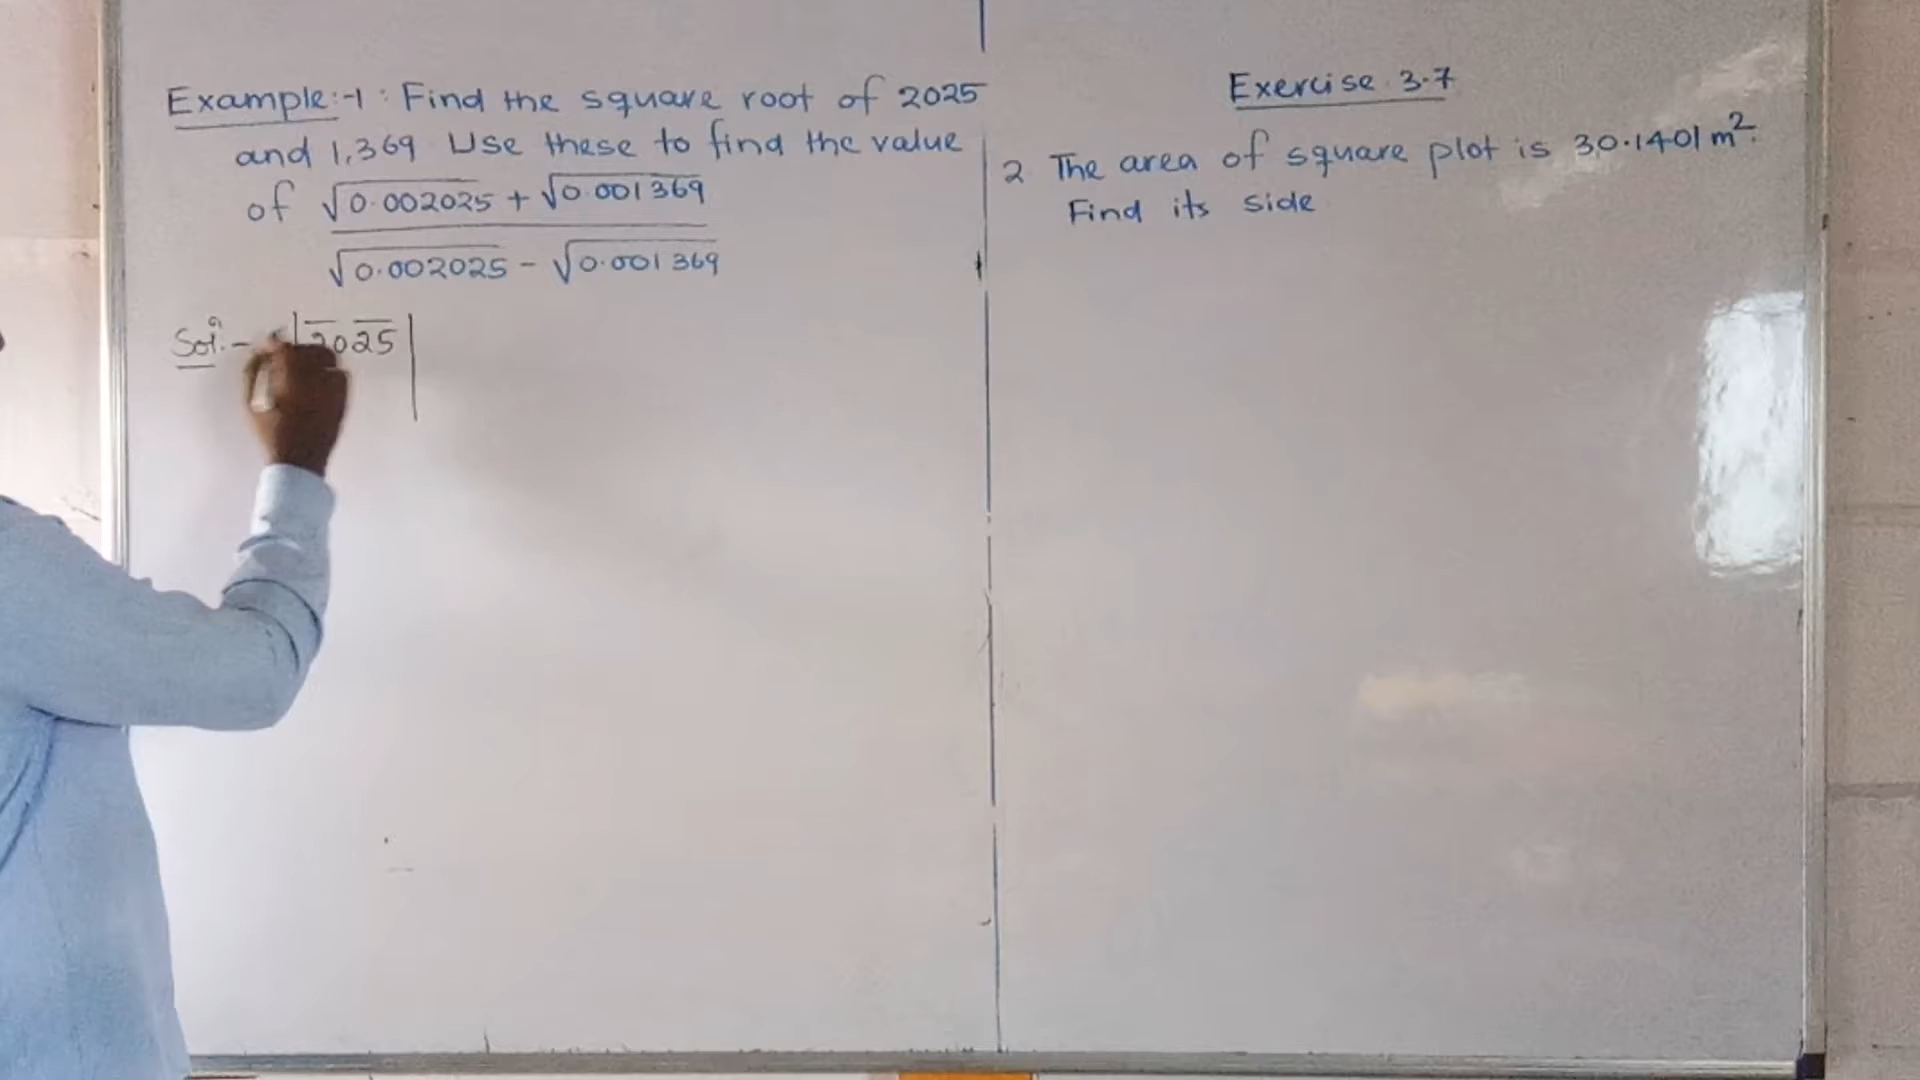 Example:-1: Find the square root of 2025
and 1,369 Use these to find the value
of √0.002025 + √0.001369
√0.002025 - √0.001369
Solⁿ:- 2025
Exercise 3.7
2 The area of square plot is 30.1401 m².
Find its side